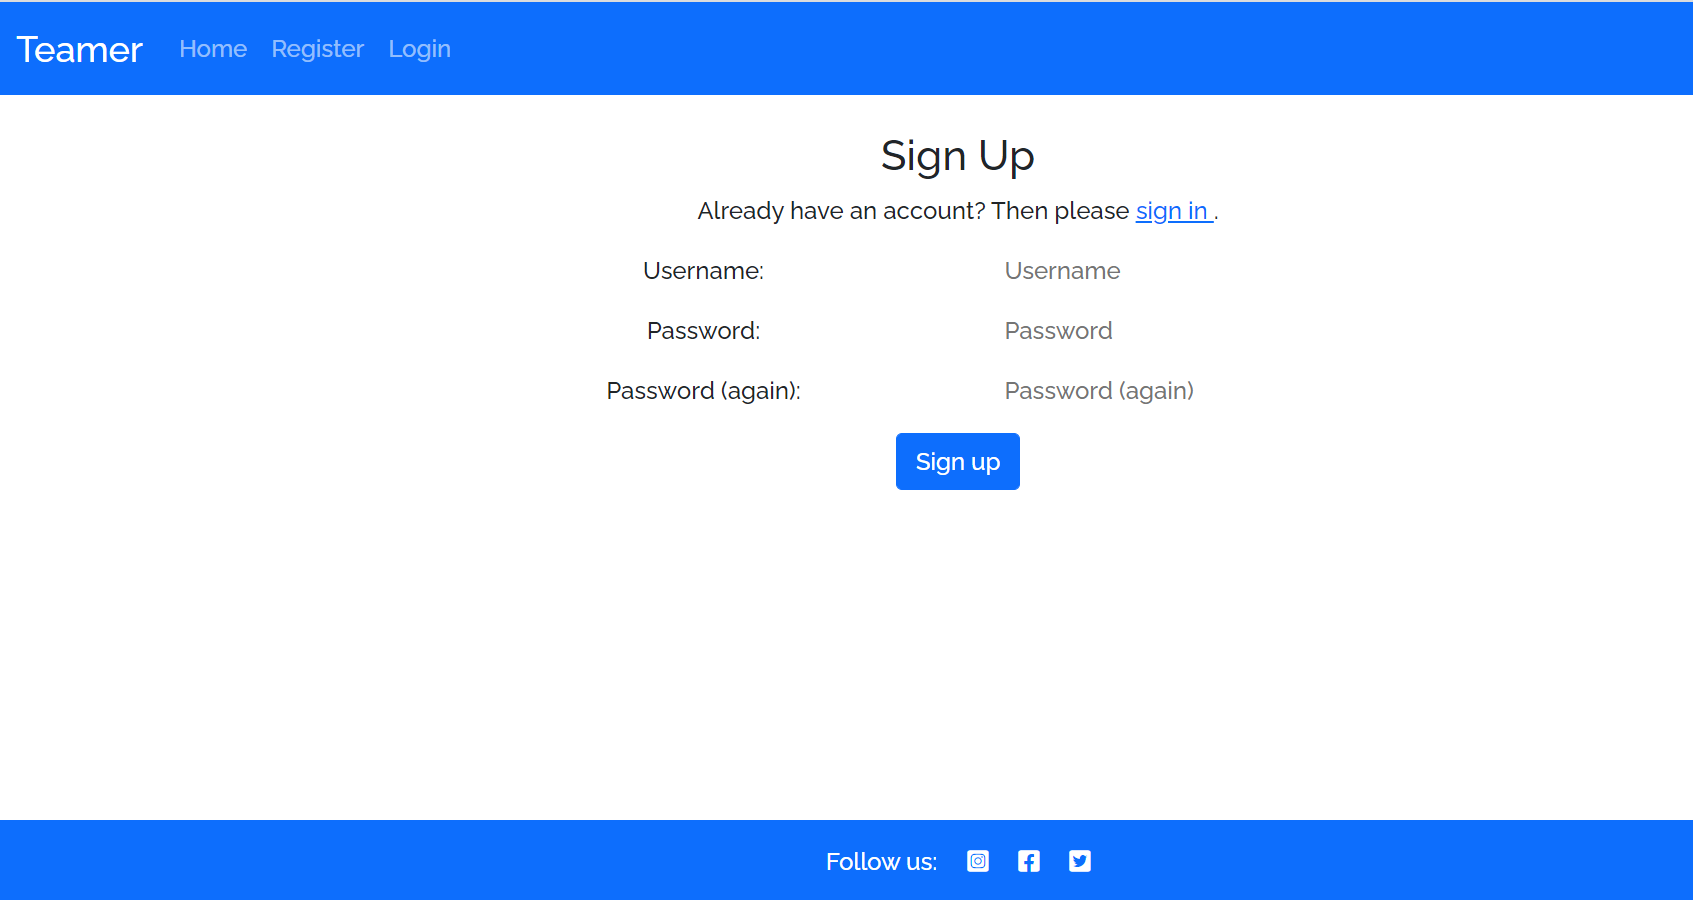 Teamer Home Register Login
Sign Up
Already have an account? Then please sign in .
Username: Username
Password: Password
Password (again): Password (again)
Sign up
Follow us: